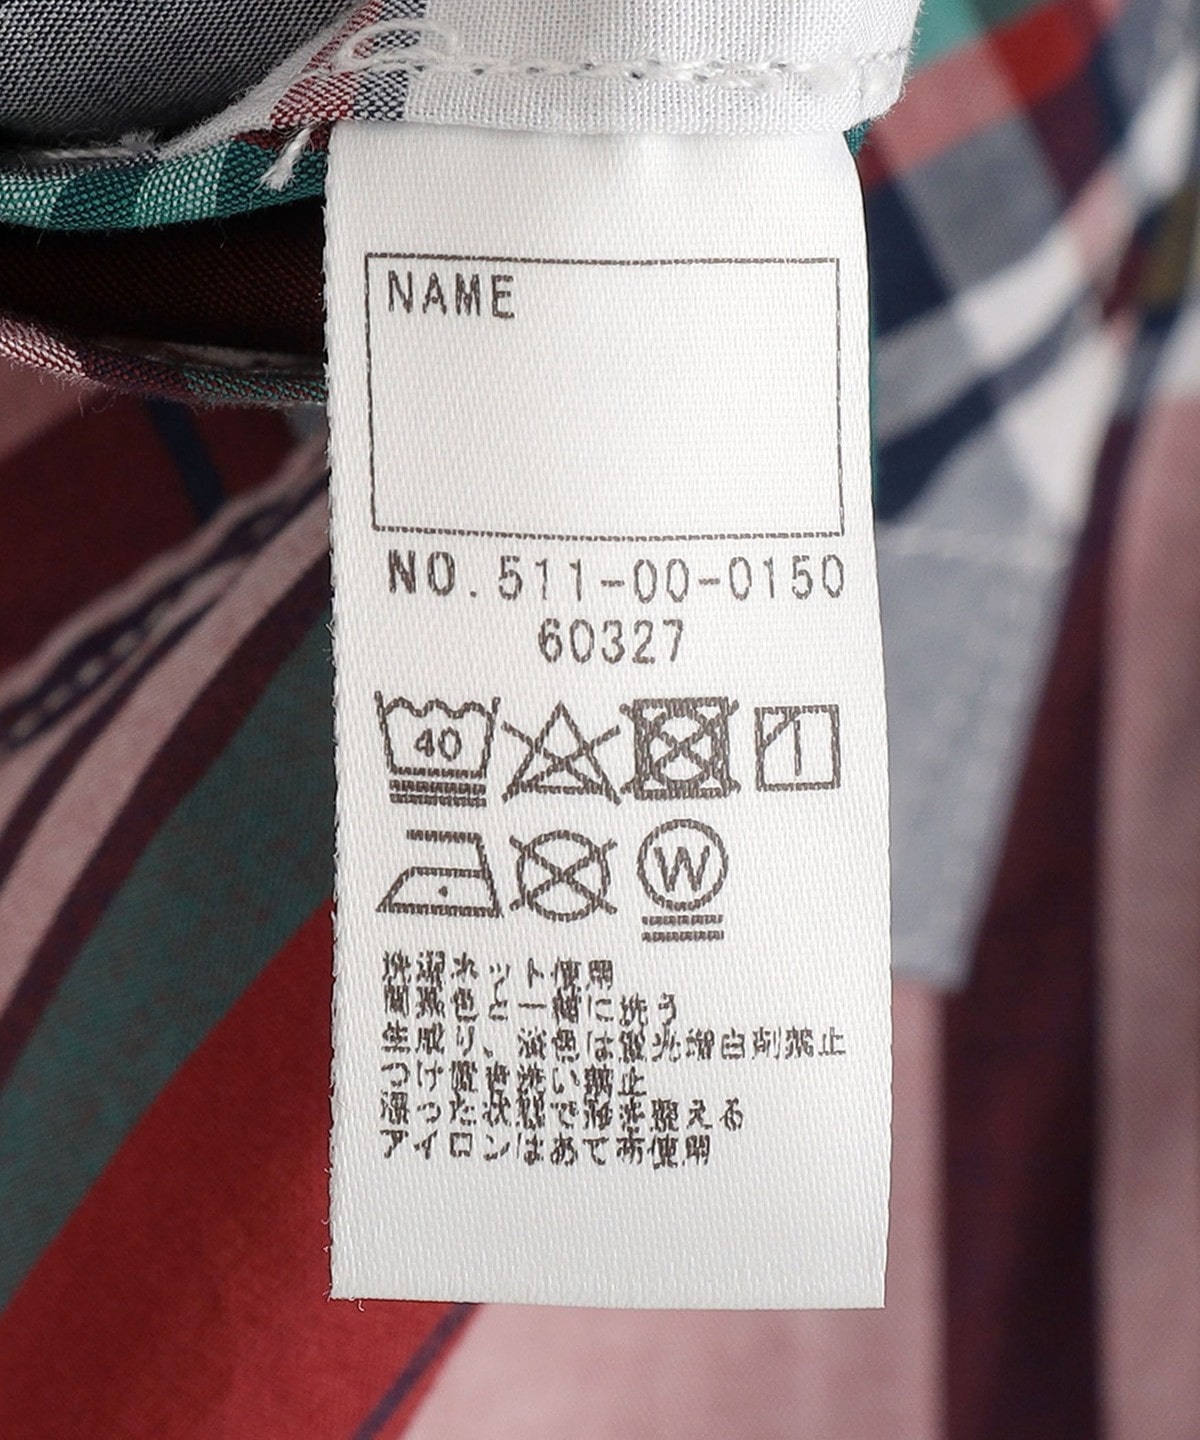 NAME
NO. 511-00-0150
60327
40
W
洗濯ネット使用
同系色と一緒に洗う
生成り、淡色は蛍光増白剤禁止
つけ置き洗い禁止
濡った状態で形を整える
アイロンはあて布使用